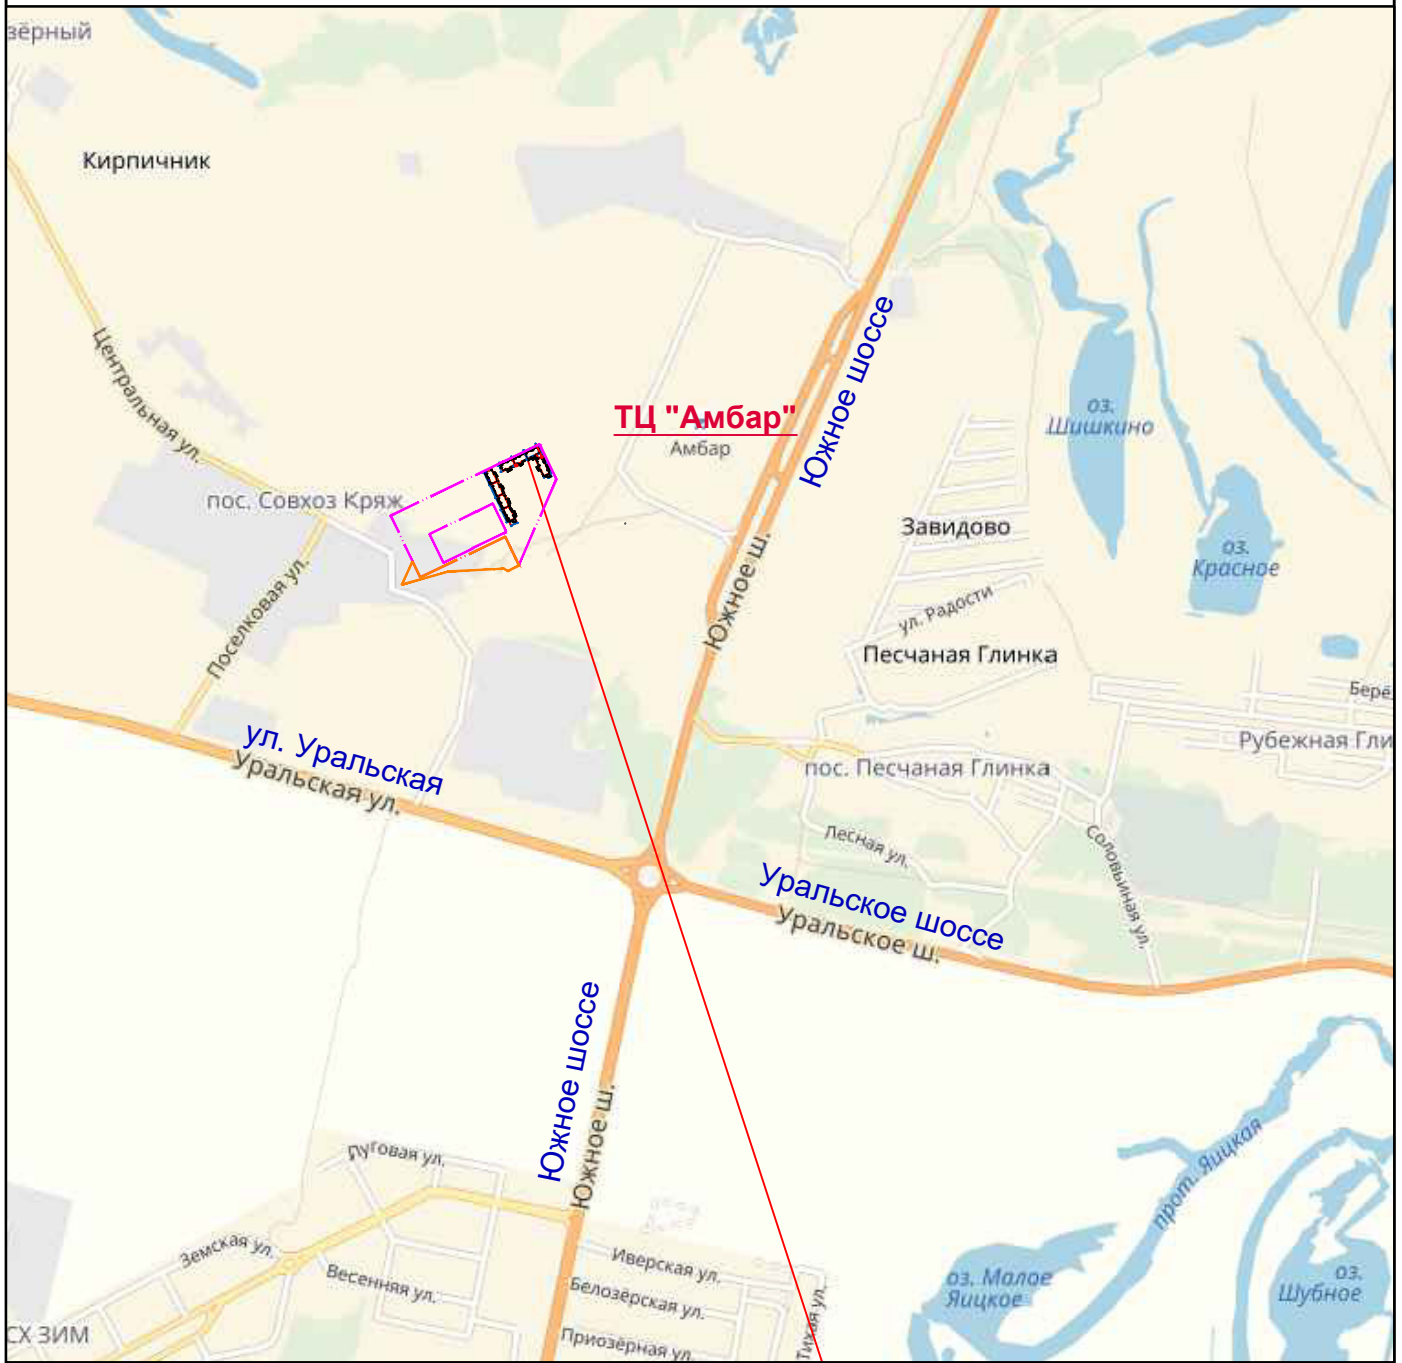 зёрный
Кирпичник
Центральная ул.
Южное шоссе
ТЦ "Амбар"
Амбар
оз.
Шишкино
пос. Совхоз Кряж
Завидово
оз.
Красное
Поселковая ул.
Южное ш.
ул. Радости
Песчаная Глинка
Берё
Рубежная Гли
ул. Уральская
Уральская ул.
пос. Песчаная Глинка
Лесная ул.
Соловьиная ул.
Уральское шоссе
Уральское ш.
Южное шоссе
Южное ш.
Луговая ул.
прот. Яицкая
Земская ул.
Весенняя ул.
Иверская ул.
Белозёрская ул.
Приозёрная ул.
Тихая ул.
оз. Малое
Яицкое
оз.
Шубное
СХ ЗИМ